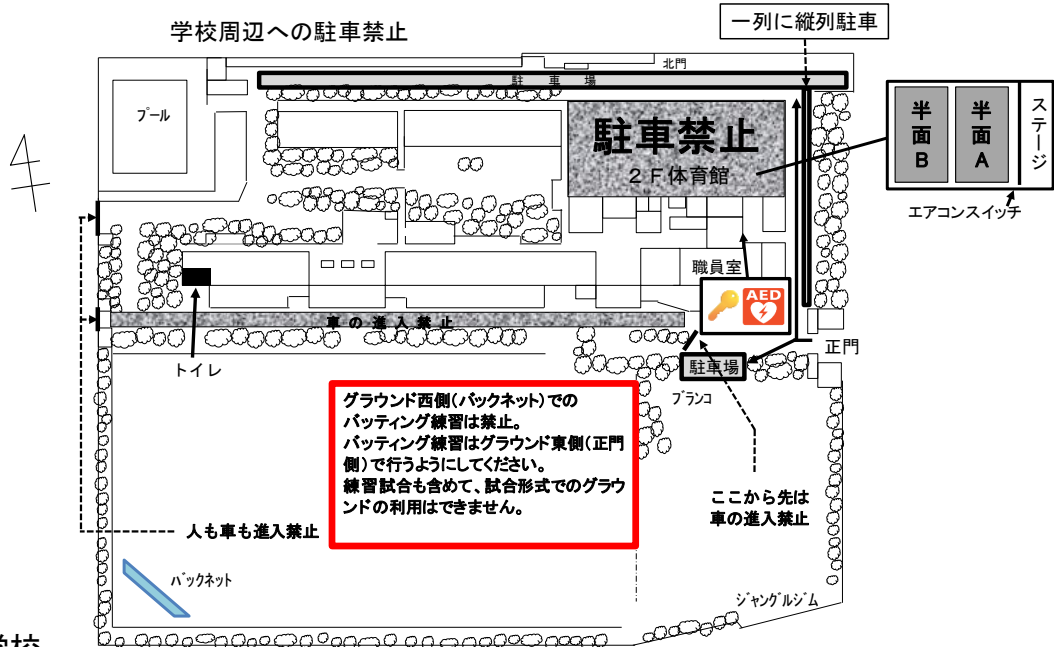 学校周辺への駐車禁止
一列に縦列駐車
北門
駐車場
プール
駐車禁止
2F体育館
半面B
半面A
ステージ
エアコンスイッチ
職員室
AED
車の進入禁止
正門
トイレ
駐車場
ブランコ
グラウンド西側(バックネット)での
バッティング練習は禁止。
バッティング練習はグラウンド東側(正門
側)で行うようにしてください。
練習試合も含めて、試合形式でのグラウ
ンドの利用はできません。
ここから先は
車の進入禁止
人も車も進入禁止
バックネット
ジャングルジム